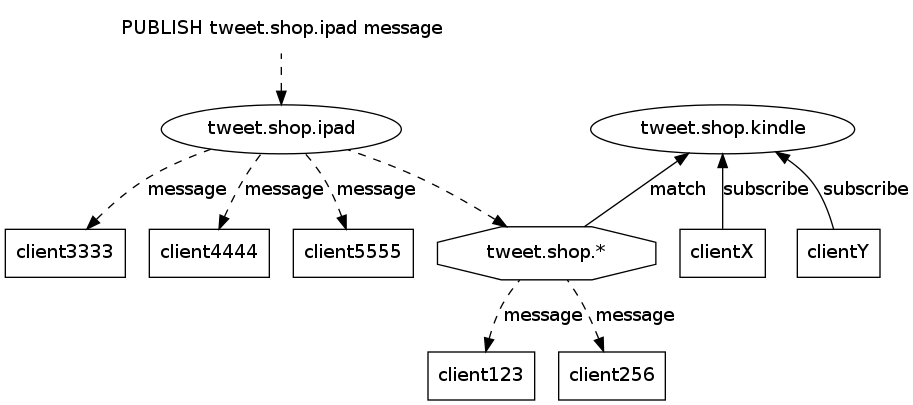 PUBLISH tweet.shop.ipad message
tweet.shop.ipad
tweet.shop.kindle
message
message
message
match
subscribe
subscribe
client3333
client4444
client5555
tweet.shop.*
clientX
clientY
message
message
client123
client256